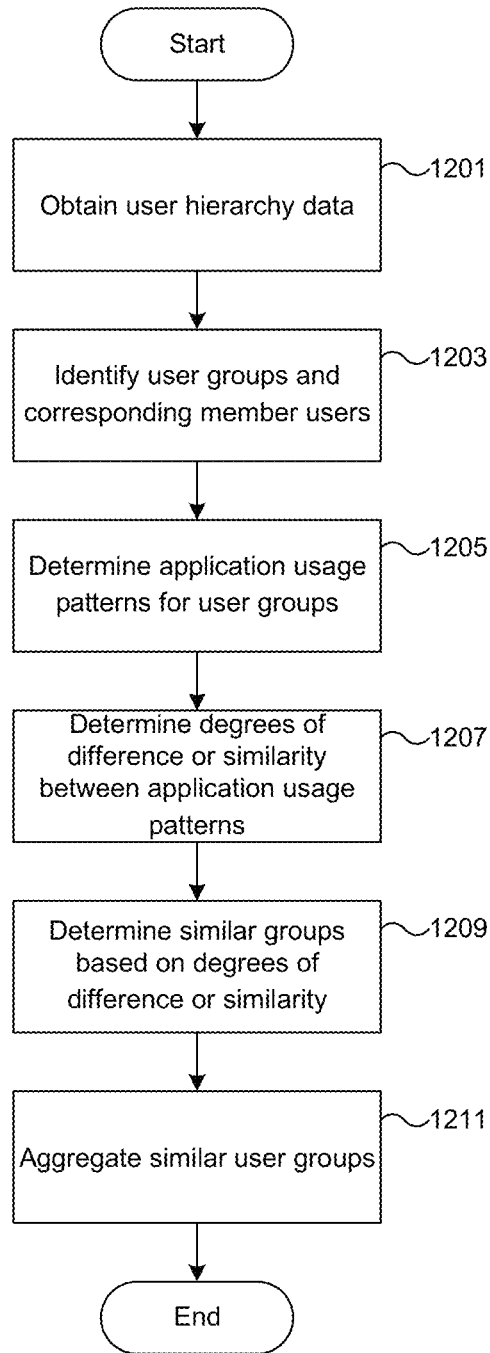 Start
Obtain user hierarchy data
1201
Identify user groups and
corresponding member users
1203
Determine application usage
patterns for user groups
1205
Determine degrees of
difference or similarity
between application usage
patterns
1207
Determine similar groups
based on degrees of
difference or similarity
1209
Aggregate similar user groups
1211
End